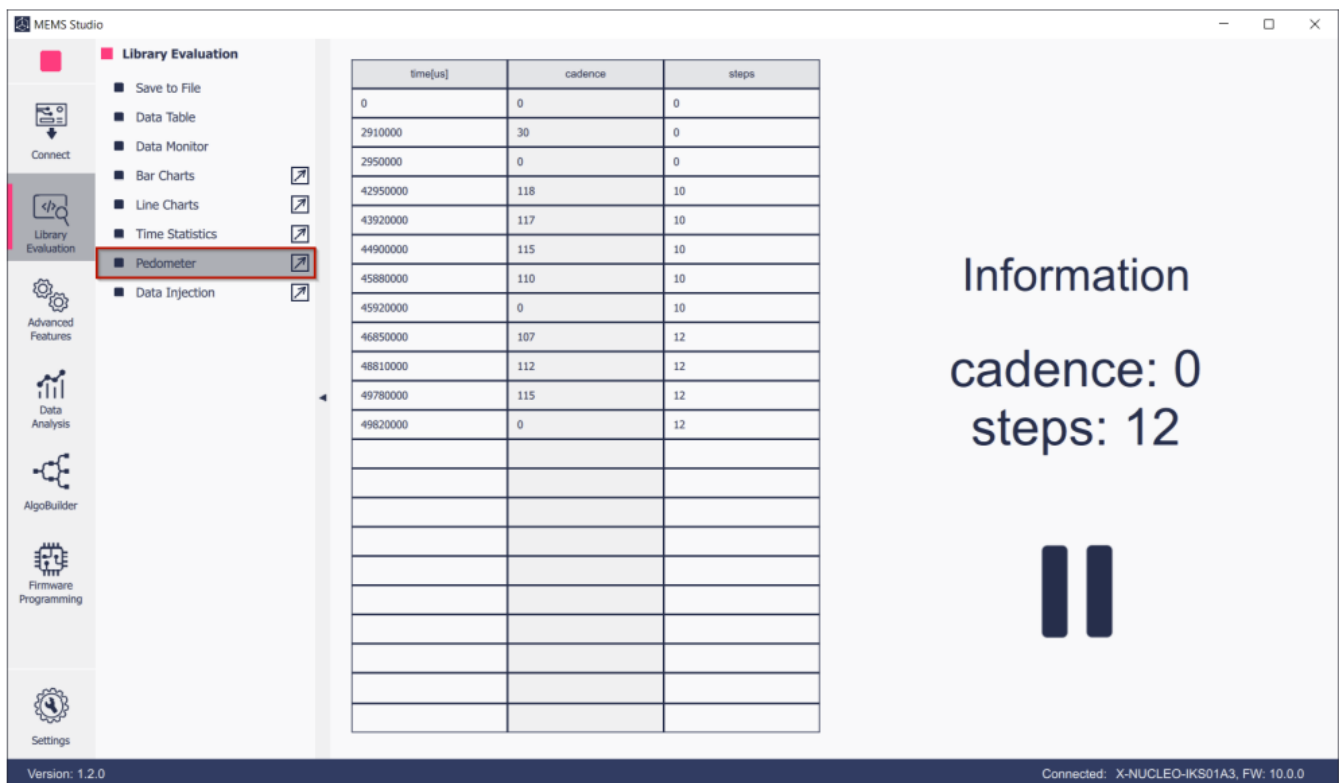 MEMS Studio
Connect
Library
Evaluation
Advanced
Features
Data
Analysis
AlgoBuilder
Firmware
Programming
Settings
Library Evaluation
Save to File
Data Table
Data Monitor
Bar Charts
Line Charts
Time Statistics
Pedometer
Data Injection
time[us] cadence steps
0 0 0
2910000 30 0
2950000 0 0
42950000 118 10
43920000 117 10
44900000 115 10
45880000 110 10
45920000 0 10
46850000 107 12
48810000 112 12
49780000 115 12
49820000 0 12
Information
cadence: 0
steps: 12
Version: 1.2.0
Connected: X-NUCLEO-IKS01A3, FW: 10.0.0